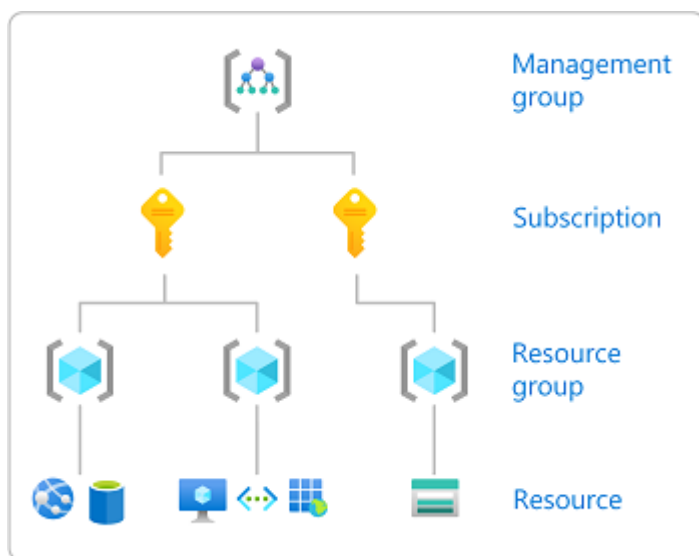 Management
group
Subscription
Resource
group
Resource